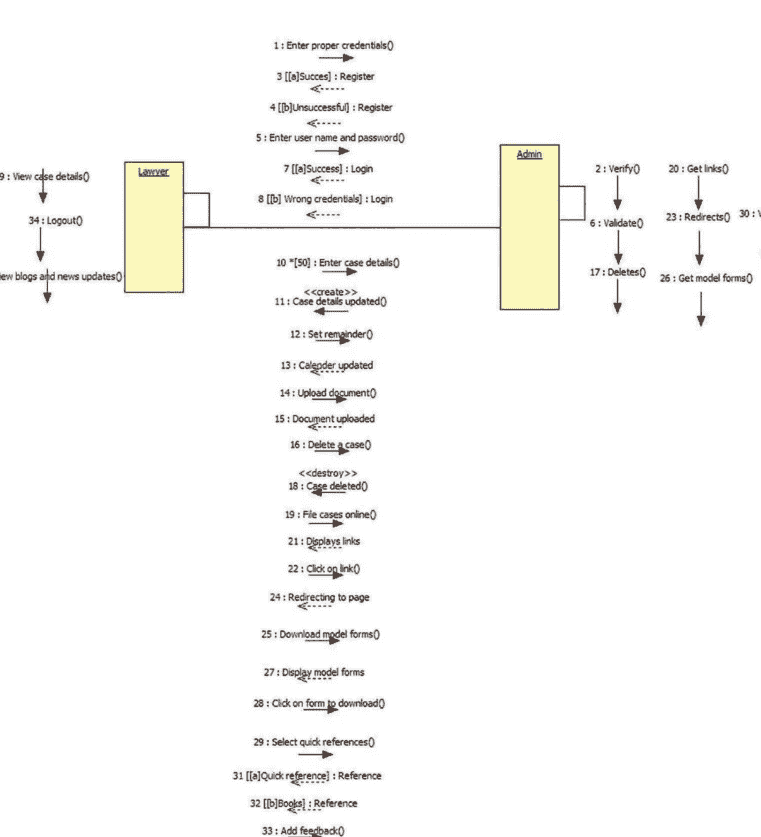 1 : Enter proper credentials()
3 [[a]Succes] : Register
4 [[b]Unsuccessful] : Register
5 : Enter user name and password()
7 [[a]Success] : Login
8 [[b] Wrong credentials] : Login
9 : View case details()
34 : Logout()
blogs and news updates()
Lawyer
Admin
2 : Verify()
20 : Get links()
6 : Validate()
23 : Redirects()
30 :
17 : Deletes()
26 : Get model forms()
10 *[50] : Enter case details()
<<create>>
11 : Case details updated()
12 : Set remainder()
13 : Calender updated
14 : Upload document()
15 : Document uploaded
16 : Delete a case()
<<destroy>>
18 : Case deleted()
19 : File cases online()
21 : Displays links
22 : Click on link()
24 : Redirecting to page
25 : Download model forms()
27 : Display model forms
28 : Click on form to download()
29 : Select quick references()
31 [[a]Quick reference] : Reference
32 [[b]Books] : Reference
33 : Add feedback()